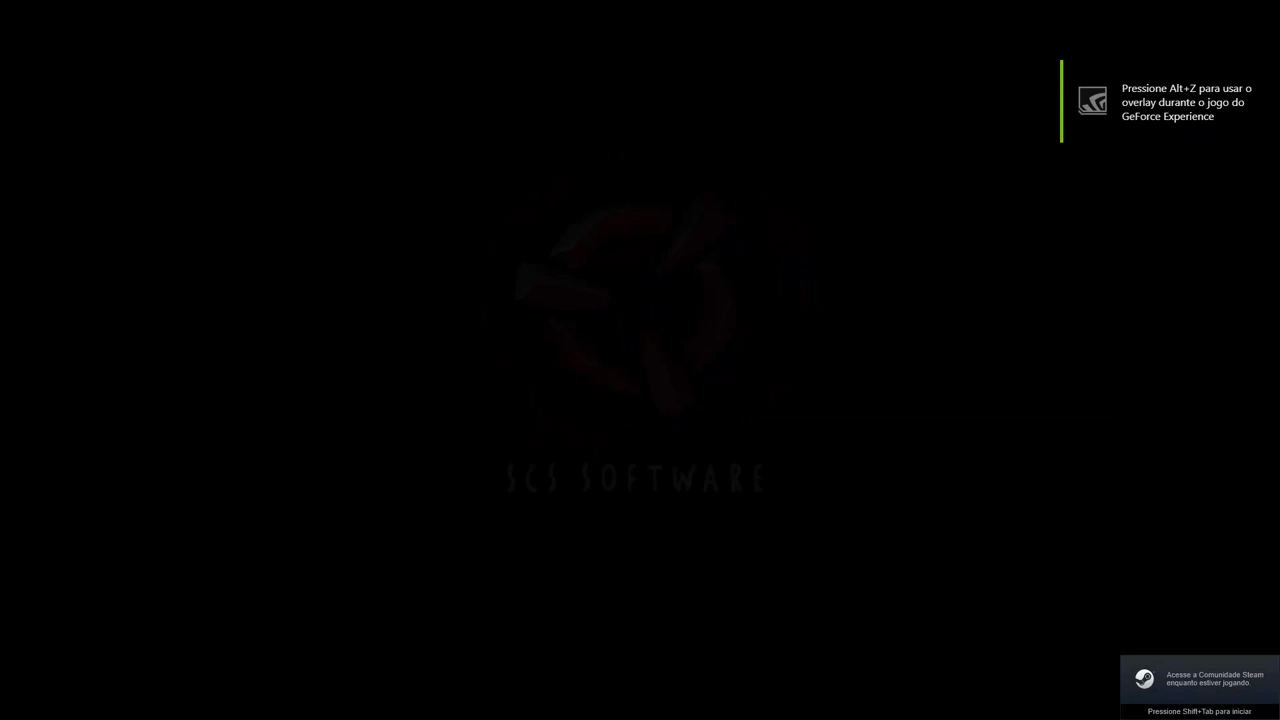 Pressione Alt+Z para usar o
overlay durante o jogo do
GeForce Experience
SCS SOFTWARE
Acesse a Comunidade Steam
enquanto estiver jogando.
Pressione Shift+Tab para iniciar